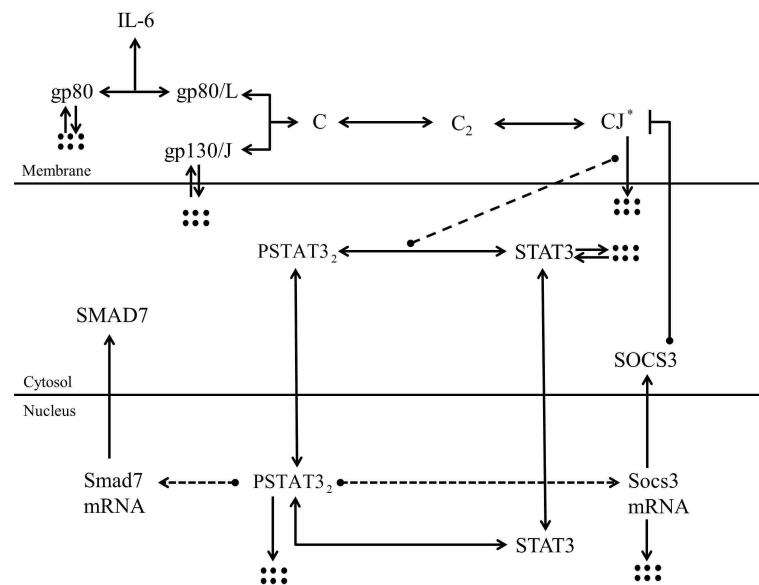 IL-6
gp80
gp80/L
C
C₂
CJ*
gp130/J
Membrane
PSTAT3₂
STAT3
SMAD7
SOCS3
Cytosol
Nucleus
Smad7
mRNA
PSTAT3₂
Socs3
mRNA
STAT3